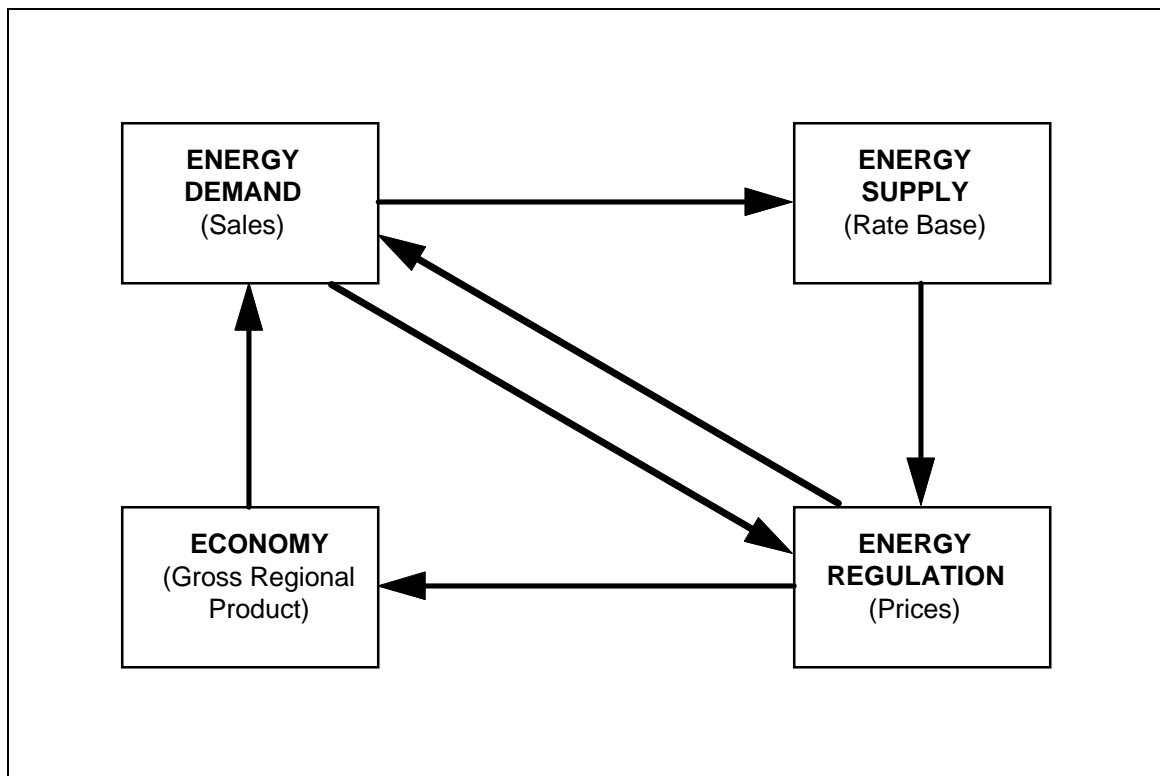 ENERGY
DEMAND
(Sales)
ENERGY
SUPPLY
(Rate Base)
ECONOMY
(Gross Regional
Product)
ENERGY
REGULATION
(Prices)